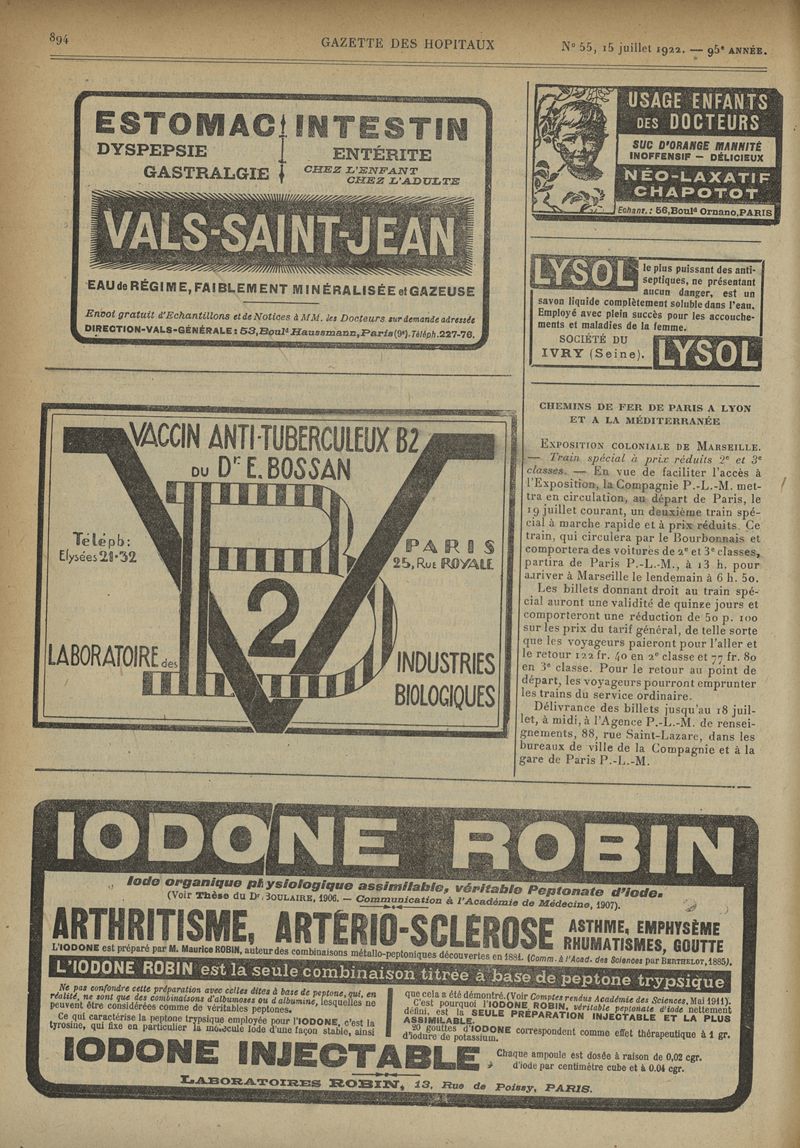 894
GAZETTE DES HOPITAUX
N° 55, 15 juillet 1922. — 95e ANNÉE.
ESTOMAC INTESTIN
DYSPEPSIE
GASTRALGIE
ENTÉRITE
CHEZ L'ENFANT
CHEZ L'ADULTE
VALS-SAINT-JEAN
EAU de RÉGIME, FAIBLEMENT MINÉRALISÉE et GAZEUSE
Envoi gratuit d'Echantillons et de Notices à MM. les Docteurs sur demande adressée
DIRECTION-VALS-GÉNÉRALE: 53, Boul<sup>d</sup> Haussmann, Paris (9e). Téléph. 227-76.
VACCIN ANTI-TUBERCULEUX B2
DU Dr E. BOSSAN
Téléph:
Elysées 28-32
PARIS
25, RUE ROYALE
B
V
2
LABORATOIRE des
INDUSTRIES
BIOLOGIQUES
USAGE ENFANTS
DES DOCTEURS
SUC D'ORANGE MANNITÉ
INOFFENSIF — DÉLICIEUX
NÉO-LAXATIF
CHAPOTOT
Echant.: 56, Boul<sup>d</sup> Ornano, PARIS
LYSOL le plus puissant des anti-
septiques, ne présentant
aucun danger, est un
savon liquide complètement soluble dans l'eau.
Employé avec plein succès pour les accouche-
ments et maladies de la femme.
SOCIÉTÉ DU
IVRY (Seine).
LYSOL
CHEMINS DE FER DE PARIS A LYON
ET A LA MÉDITERRANÉE
EXPOSITION COLONIALE DE MARSEILLE.
— Train spécial à prix réduits 2e et 3e
classes. — En vue de faciliter l'accès à
l'Exposition, la Compagnie P.-L.-M. met-
tra en circulation, au départ de Paris, le
19 juillet courant, un deuxième train spé-
cial à marche rapide et à prix réduits. Ce
train, qui circulera par le Bourbonnais et
comportera des voitures de 2e et 3e classes,
partira de Paris P.-L.-M., à 13 h. pour
arriver à Marseille le lendemain à 6 h. 50.
Les billets donnant droit au train spé-
cial auront une validité de quinze jours et
comporteront une réduction de 50 p. 100
sur les prix du tarif général, de telle sorte
que les voyageurs paieront pour l'aller et
le retour 122 fr. 40 en 2e classe et 77 fr. 80
en 3e classe. Pour le retour au point de
départ, les voyageurs pourront emprunter
les trains du service ordinaire.
Délivrance des billets jusqu'au 18 juil-
let, à midi, à l'Agence P.-L.-M. de rensei-
gnements, 88, rue Saint-Lazare, dans les
bureaux de ville de la Compagnie et à la
gare de Paris P.-L.-M.
IODONE ROBIN
Iode organique physiologique assimilable, véritable Peptonate d'iode.
(Voir Thèse du Dr BOULAIRE, 1906. — Communication à l'Académie de Médecine, 1907).
ARTHRITISME, ARTÉRIO-SCLÉROSE
ASTHME, EMPHYSÈME
RHUMATISMES, GOUTTE
L'IODONE est préparé par M. Maurice ROBIN, auteur des combinaisons métallo-peptoniques découvertes en 1881. (Comm. à l'Acad. des Sciences par BERTHELOT, 1885).
L'IODONE ROBIN est la seule combinaison titrée à base de peptone trypsique
Ne pas confondre cette préparation avec celles dites à base de peptone, qui, en
réalité, ne sont que des combinaisons d'albumoses ou d'albumine, lesquelles ne
peuvent être considérées comme de véritables peptones.
Ce qui caractérise la peptone trypsique employée pour l'IODONE, c'est la
tyrosine, qui fixe en particulier la molécule Iode d'une façon stable, ainsi
que cela a été démontré. (Voir Comptes rendus Académie des Sciences, Mai 1911).
C'est pourquoi l'IODONE ROBIN, véritable peptonate d'iode nettement
défini, est la SEULE PRÉPARATION INJECTABLE ET LA PLUS
ASSIMILABLE.
20 gouttes d'IODONE correspondent comme effet thérapeutique à 1 gr.
d'iodure de potassium.
IODONE INJECTABLE
Chaque ampoule est dosée à raison de 0,02 cgr.
d'iode par centimètre cube et à 0.04 cgr.
LABORATOIRES ROBIN, 13, Rue de Poissy, PARIS.